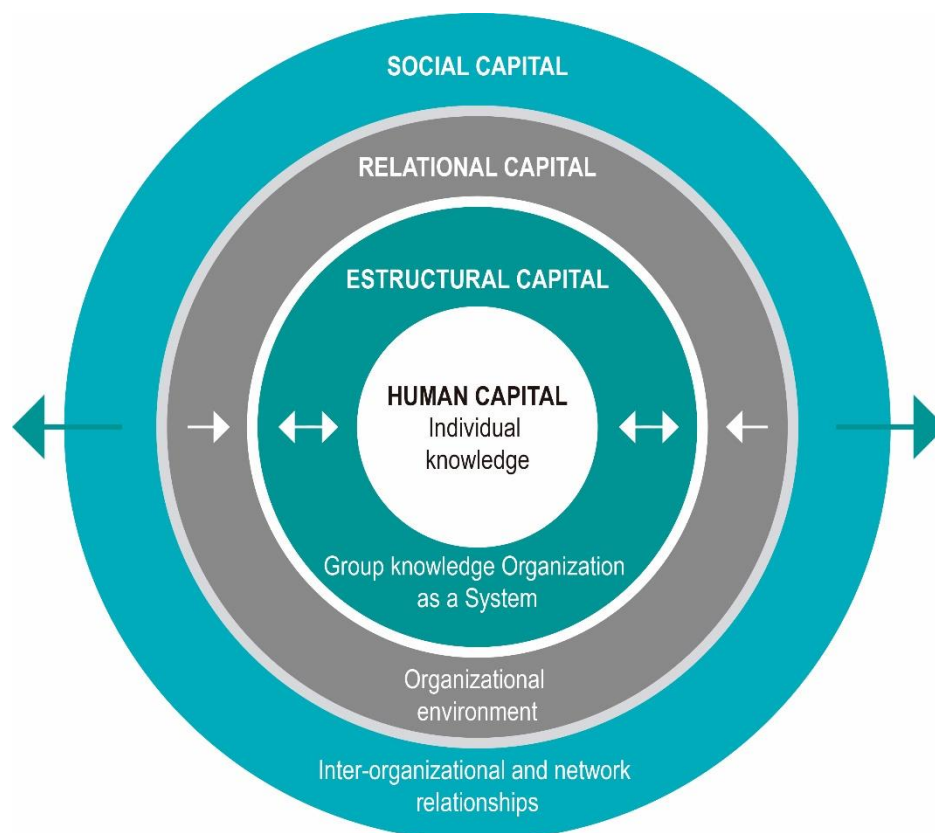 SOCIAL CAPITAL
RELATIONAL CAPITAL
ESTRUCTURAL CAPITAL
HUMAN CAPITAL
Individual
knowledge
Group knowledge Organization
as a System
Organizational
environment
Inter-organizational and network
relationships